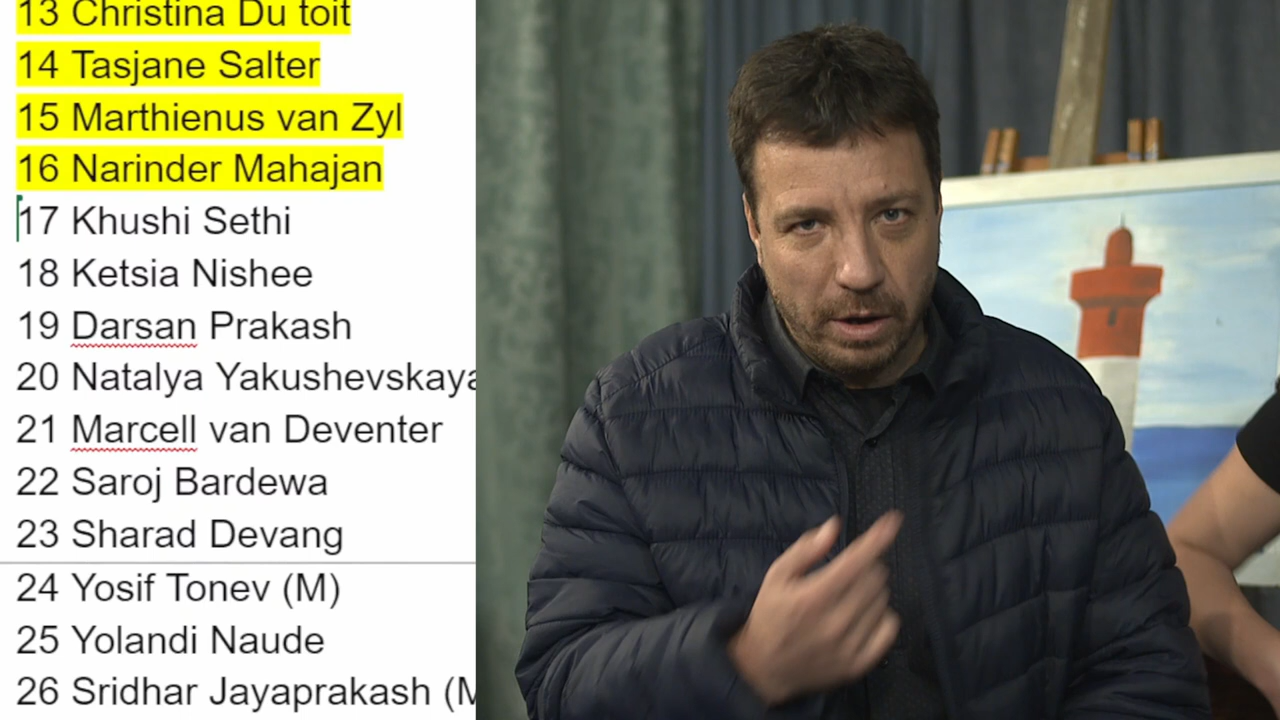 13 Christina Du toit
14 Tasjane Salter
15 Marthienus van Zyl
16 Narinder Mahajan
17 Khushi Sethi
18 Ketsia Nishee
19 Darsan Prakash
20 Natalya Yakushevskaya
21 Marcell van Deventer
22 Saroj Bardewa
23 Sharad Devang
24 Yosif Tonev (M)
25 Yolandi Naude
26 Sridhar Jayaprakash (M